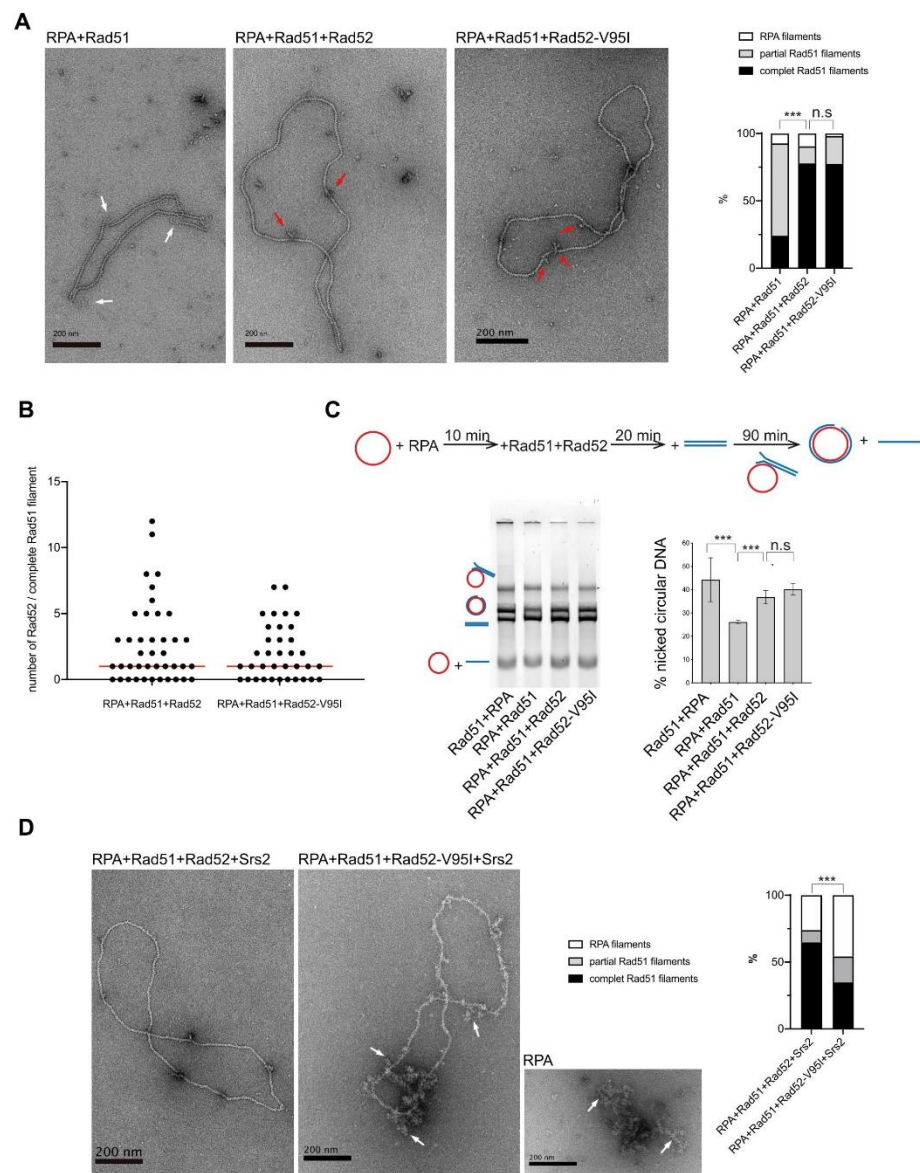 A
RPA+Rad51
RPA+Rad51+Rad52
RPA+Rad51+Rad52-V95I
200 nm
200 nm
200 nm
RPA filaments
partial Rad51 filaments
complet Rad51 filaments
*** n.s
100
50
0
%
RPA+Rad51
RPA+Rad51+Rad52
RPA+Rad51+Rad52-V95I
B
15
10
5
0
number of Rad52 / complete Rad51 filament
RPA+Rad51+Rad52
RPA+Rad51+Rad52-V95I
C
+ RPA 10 min +Rad51+Rad52 20 min + 90 min +
+
Rad51+RPA
RPA+Rad51
RPA+Rad51+Rad52
RPA+Rad51+Rad52-V95I
*** *** n.s
60
50
40
30
20
10
0
% nicked circular DNA
Rad51+RPA
RPA+Rad51
RPA+Rad51+Rad52
RPA+Rad51+Rad52-V95I
D
RPA+Rad51+Rad52+Srs2
RPA+Rad51+Rad52-V95I+Srs2
200 nm
200 nm
RPA
200 nm
RPA filaments
partial Rad51 filaments
complet Rad51 filaments
***
100
50
0
%
RPA+Rad51+Rad52+Srs2
RPA+Rad51+Rad52-V95I+Srs2